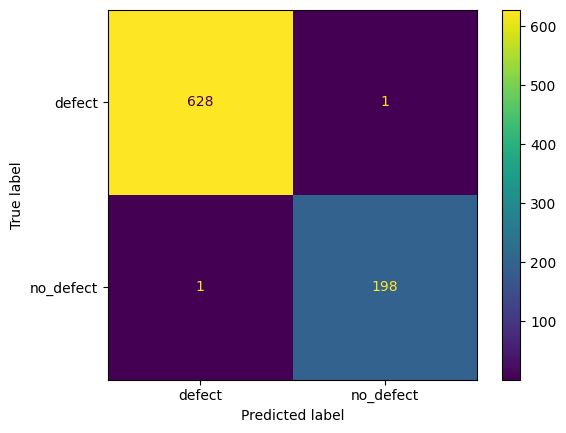 600
500
400
300
200
100
True label
defect
628
1
no_defect
1
198
defect
no_defect
Predicted label